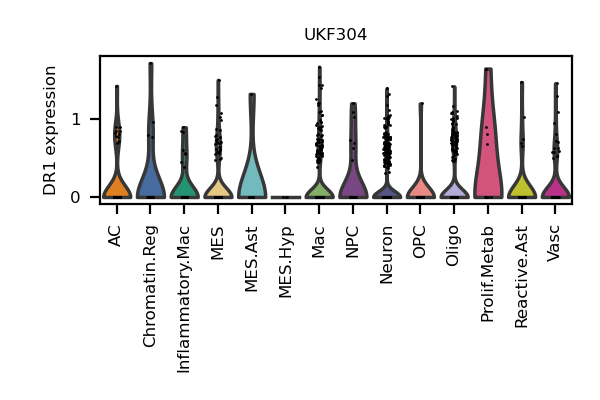 UKF304
DR1 expression
1
0
AC
Chromatin.Reg
Inflammatory.Mac
MES
MES.Ast
MES.Hyp
Mac
NPC
Neuron
OPC
Oligo
Prolif.Metab
Reactive.Ast
Vasc